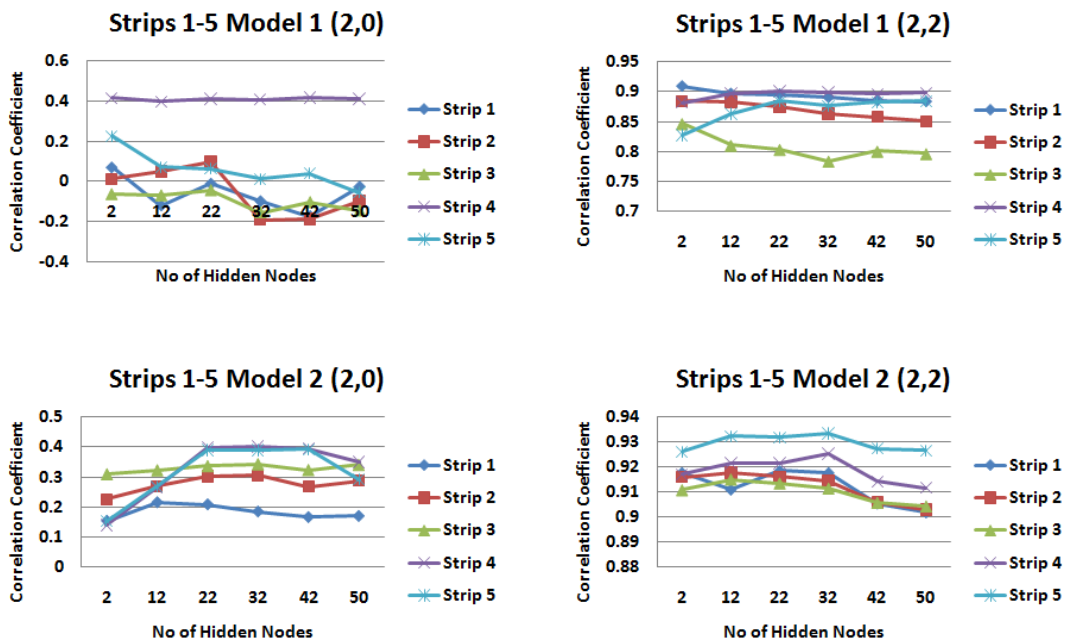 Strips 1-5 Model 1 (2,0)
Correlation Coefficient
0.6
0.4
0.2
0
-0.2
-0.4
2 12 22 32 42 50
No of Hidden Nodes
Strip 1
Strip 2
Strip 3
Strip 4
Strip 5
Strips 1-5 Model 1 (2,2)
Correlation Coefficient
0.95
0.9
0.85
0.8
0.75
0.7
2 12 22 32 42 50
No of Hidden Nodes
Strip 1
Strip 2
Strip 3
Strip 4
Strip 5
Strips 1-5 Model 2 (2,0)
Correlation Coefficient
0.5
0.4
0.3
0.2
0.1
0
2 12 22 32 42 50
No of Hidden Nodes
Strip 1
Strip 2
Strip 3
Strip 4
Strip 5
Strips 1-5 Model 2 (2,2)
Correlation Coefficient
0.94
0.93
0.92
0.91
0.9
0.89
0.88
2 12 22 32 42 50
No of Hidden Nodes
Strip 1
Strip 2
Strip 3
Strip 4
Strip 5